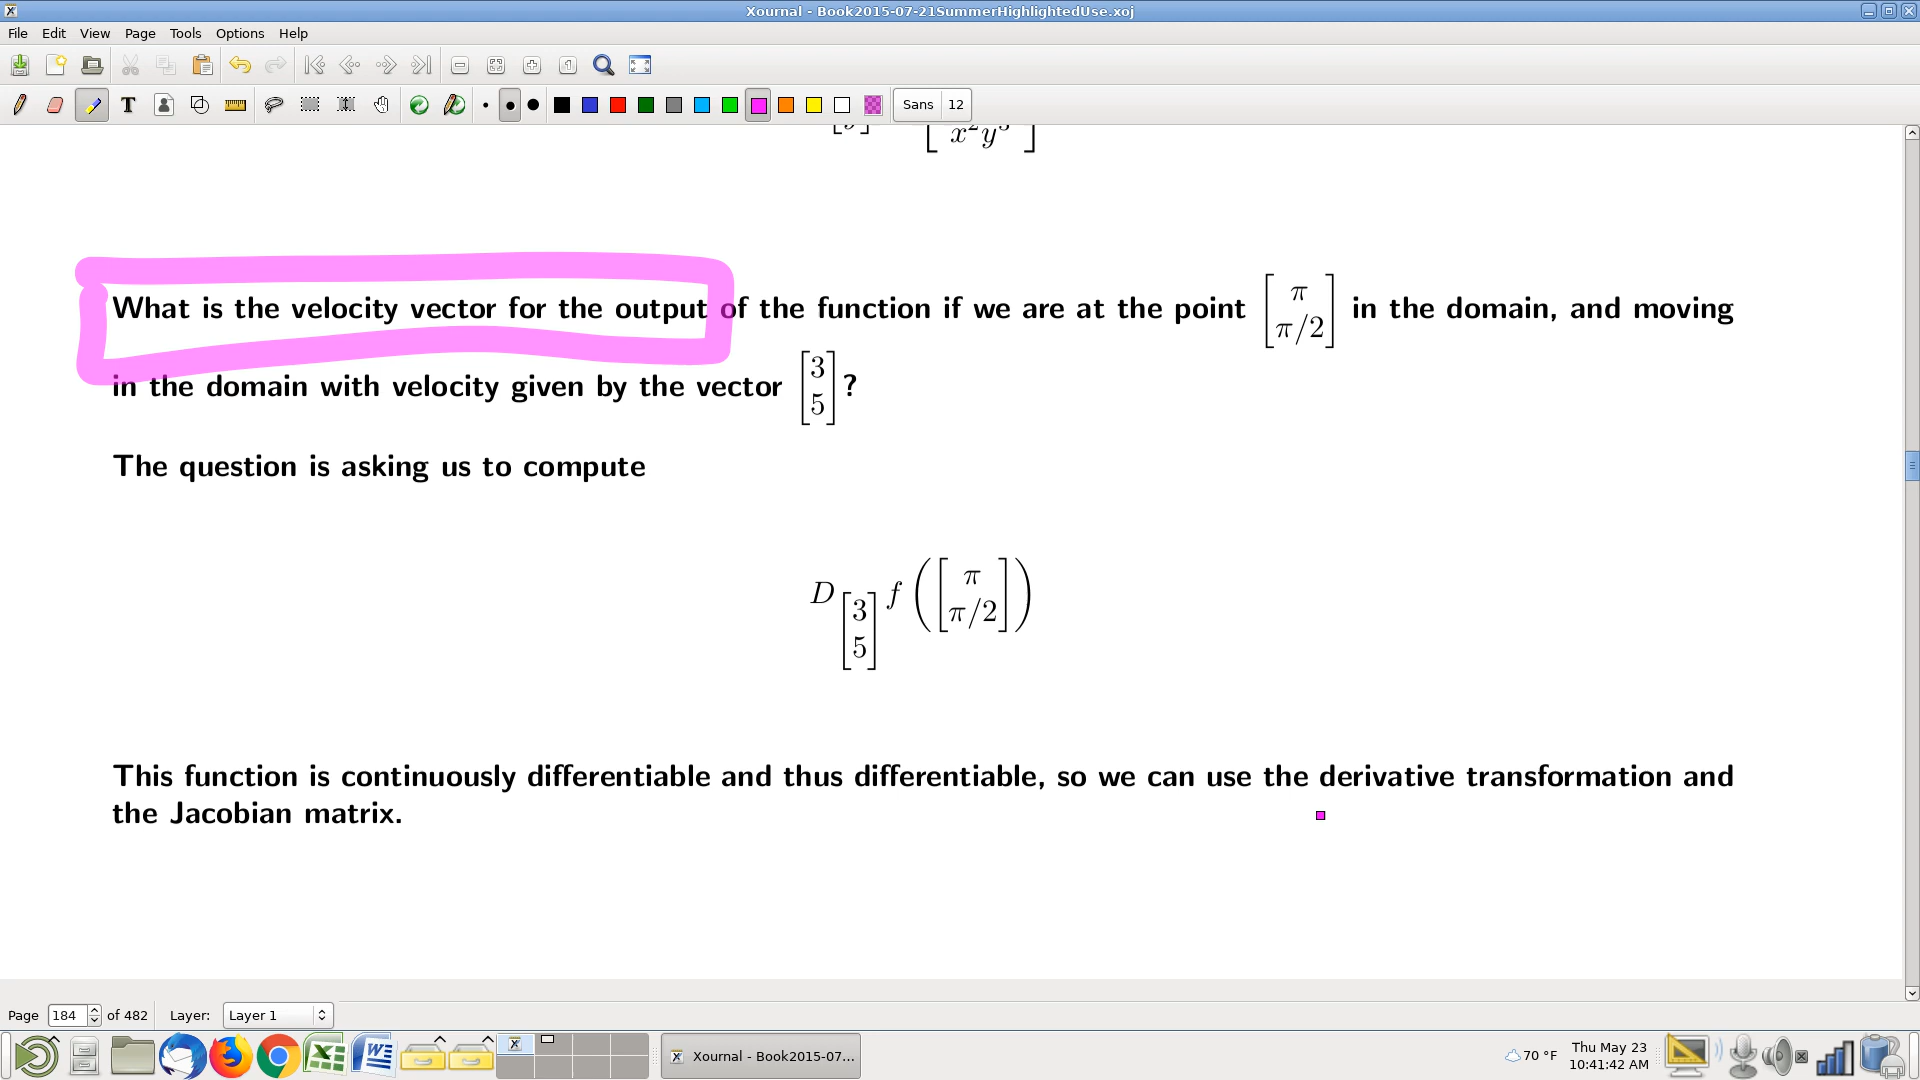 Xournal - Book2015-07-21SummerHighlightedUse.xoj
File Edit View Page Tools Options Help
Sans 12
x²y³
What is the velocity vector for the output of the function if we are at the point [π π/2] in the domain, and moving
in the domain with velocity given by the vector [3 5]?
The question is asking us to compute
D[3 5] f([π π/2])
This function is continuously differentiable and thus differentiable, so we can use the derivative transformation and
the Jacobian matrix.
Page 184 of 482 Layer: Layer 1
Xournal - Book2015-07...
70 °F
Thu May 23
10:41:42 AM